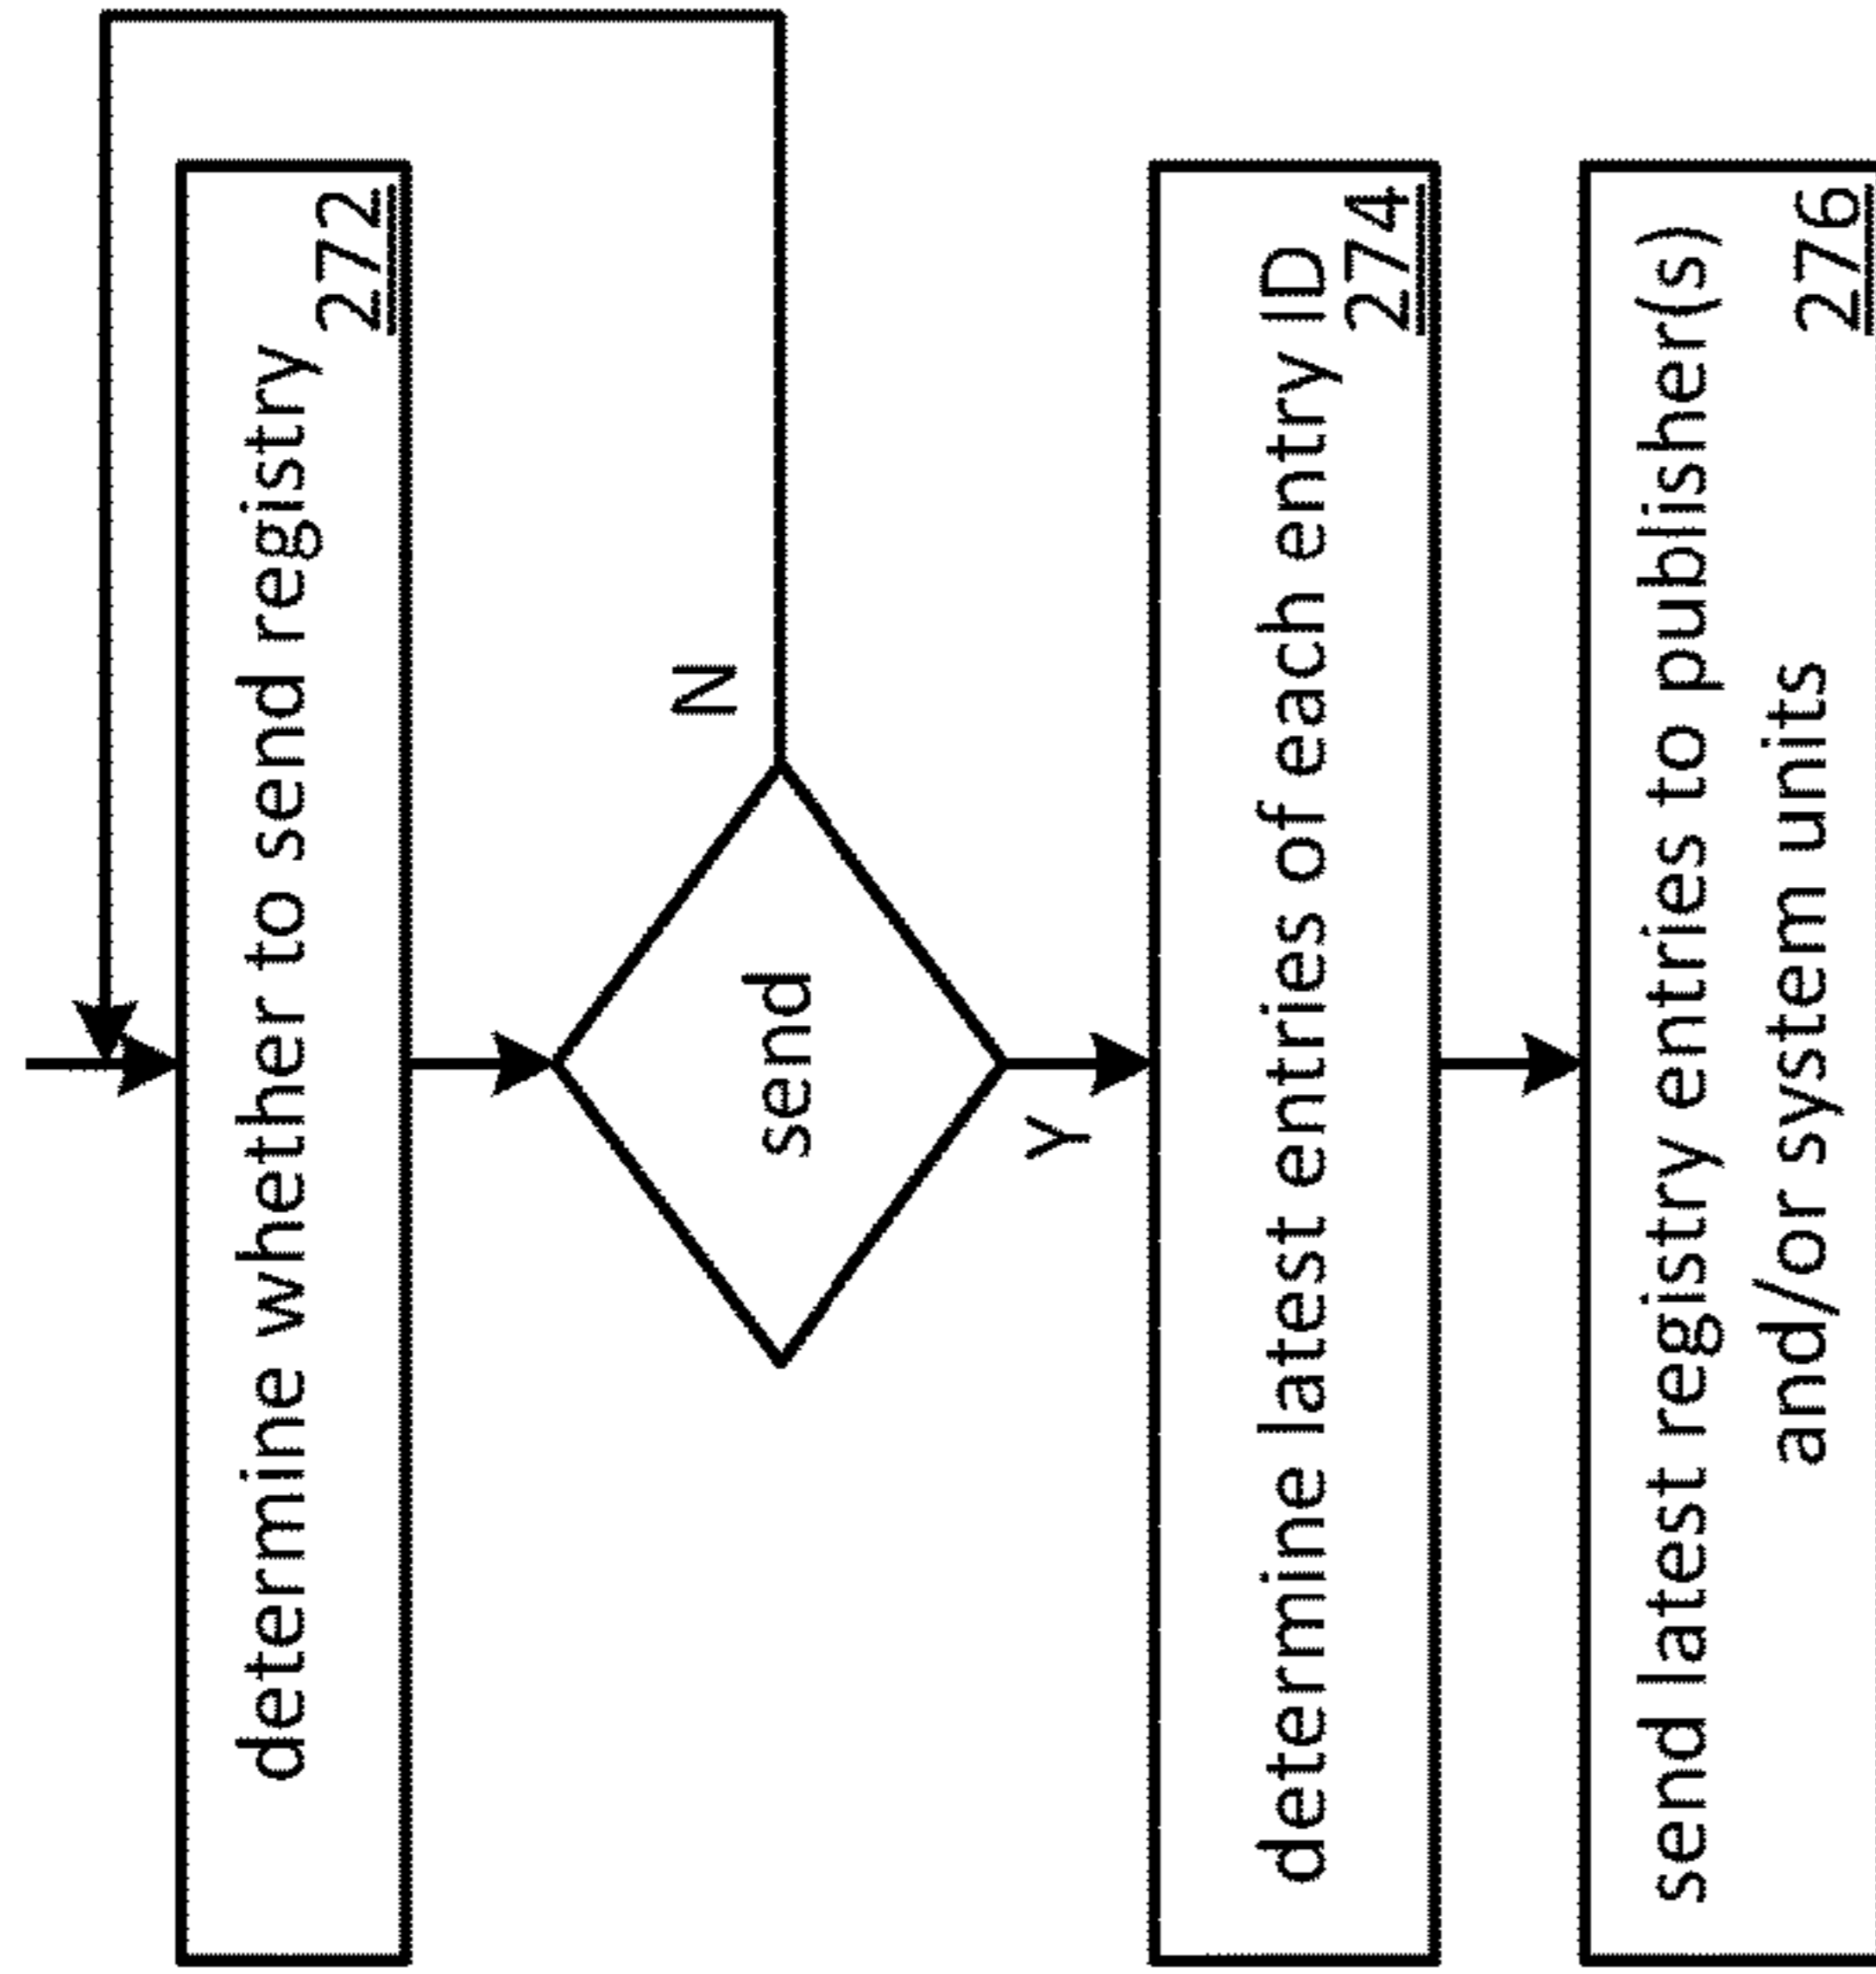 determine whether to send registry
272
send
N
Y
determine latest entries of each entry ID
274
send latest registry entries to publisher(s)
and/or system units
276